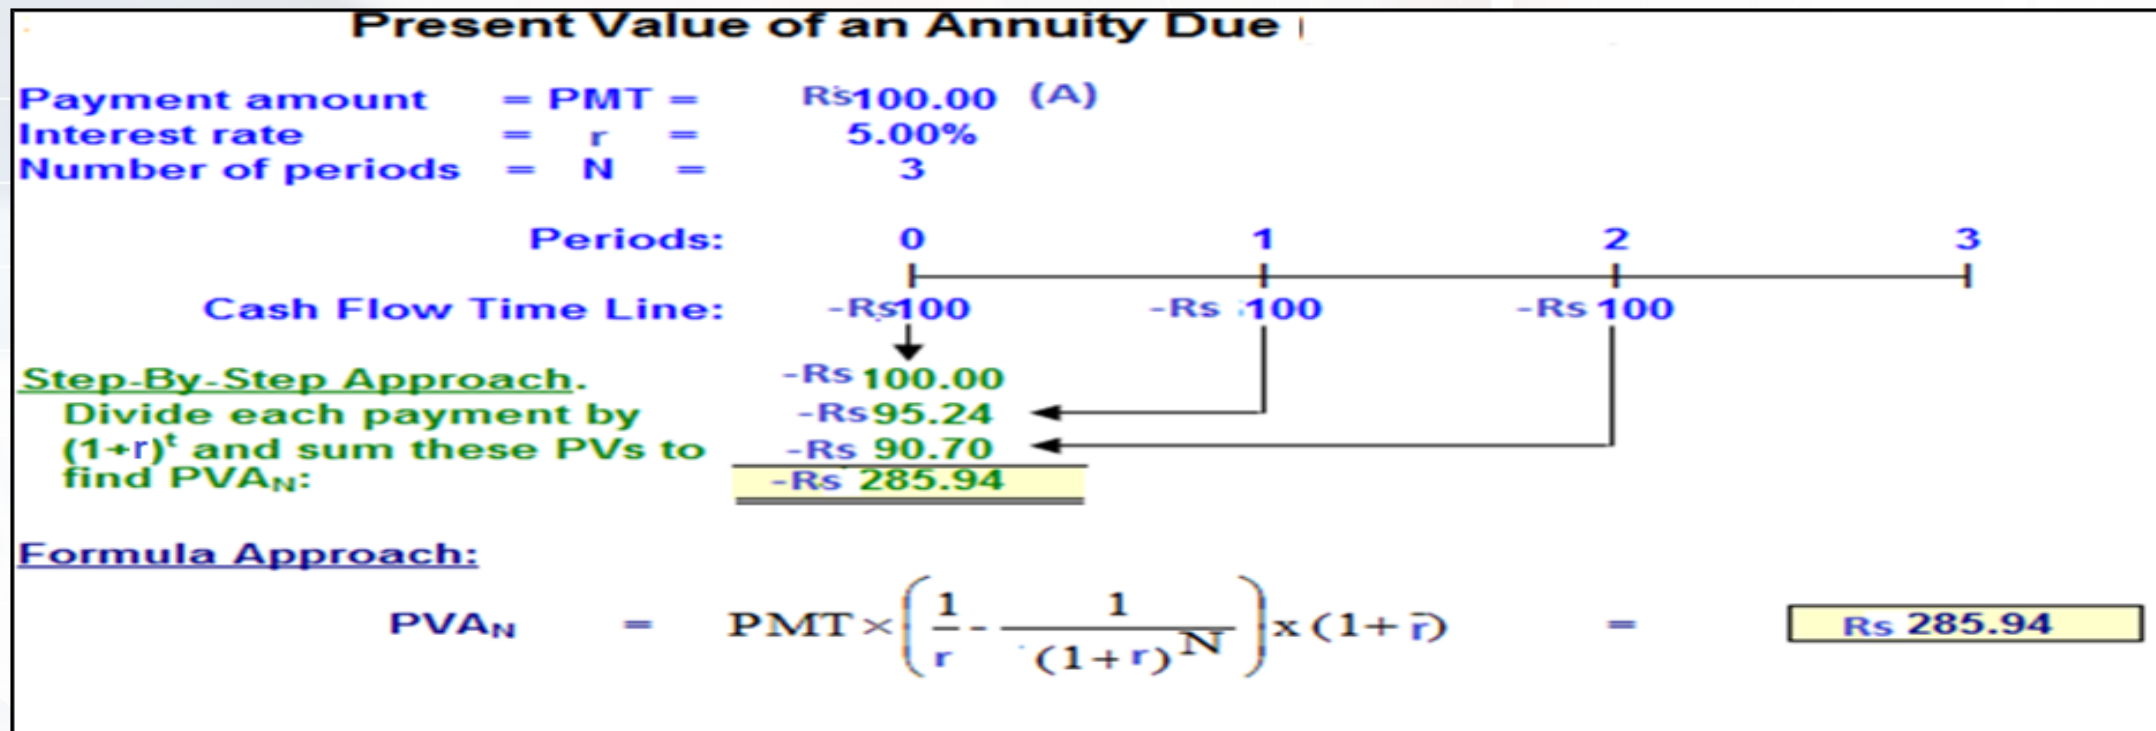 Present Value of an Annuity Due
Payment amount = PMT = Rs100.00 (A)
Interest rate = r = 5.00%
Number of periods = N = 3
Periods: 0 1 2 3
Cash Flow Time Line: -Rs100 -Rs 100 -Rs 100
Step-By-Step Approach. -Rs 100.00
Divide each payment by -Rs95.24
(1+r)^t and sum these PVs to -Rs 90.70
find PVA_N: -Rs 285.94
Formula Approach:
PVA_N = PMT × (1/r - 1/(1+r)^N) x (1+r) = Rs 285.94